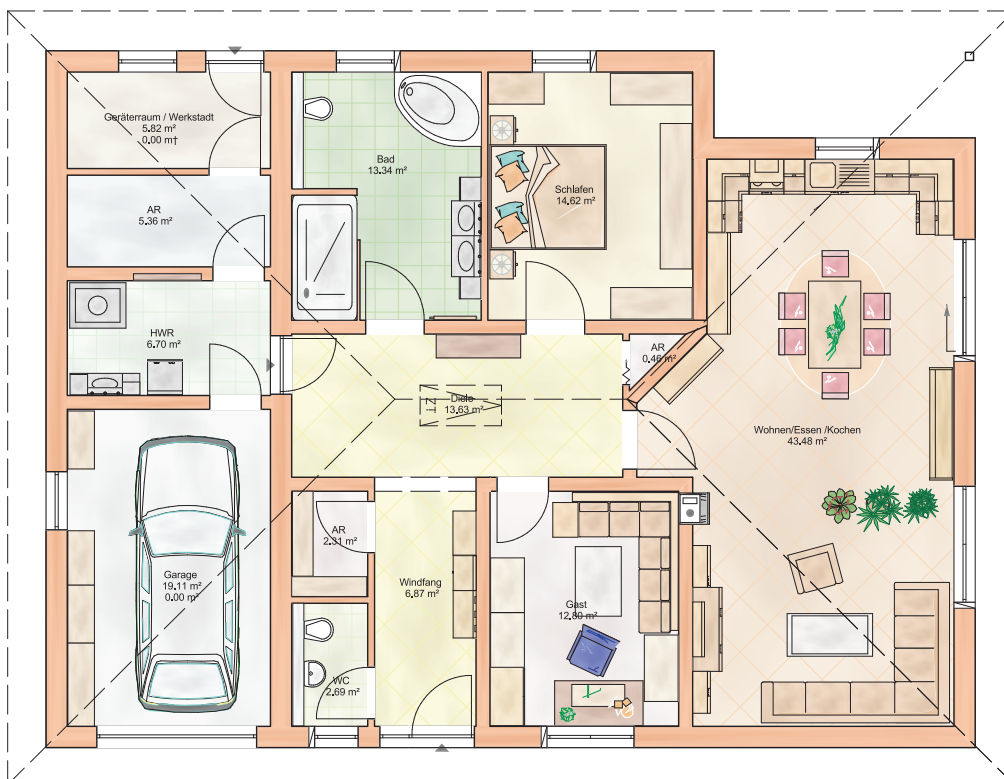 Geräterraum / Werkstadt
5.82 m²
0.00 m†
Bad
13.34 m²
Schlafen
14.62 m²
AR
5.36 m²
HWR
6.70 m²
AR
0.46 m²
Diele
13.63 m²
ZT
Wohnen/Essen /Kochen
43.48 m²
AR
2.31 m²
Garage
19.11 m²
0.00 m²
Windfang
6.87 m²
Gast
12.80 m²
WC
2.69 m²